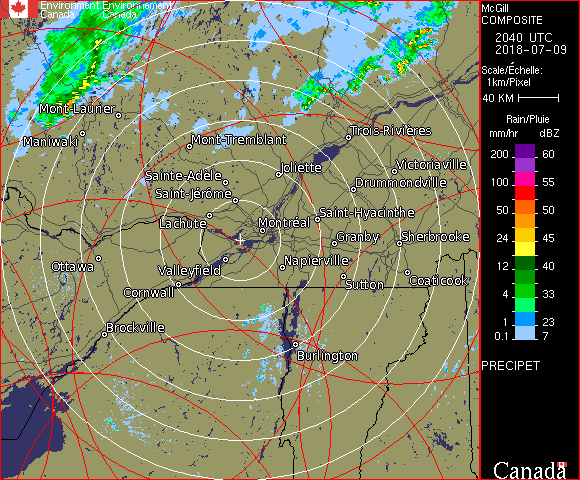 Environment Environnement
Canada Canada
McGill
COMPOSITE
2040 UTC
2018-07-09
Scale/Échelle:
1km/Pixel
40 KM
Rain/Pluie
mm/hr dBZ
200 60
155 55
100 55
50 50
24 45
12 40
4 33
1 23
0.1 7
PRECIPET
Canada
Mont-Laurier
Maniwaki
Mont-Tremblant
Trois-Rivières
Sainte-Adèle
Joliette
Victoriaville
Saint-Jérôme
Drummondville
Lachute
Montréal
Saint-Hyacinthe
Granby
Sherbrooke
Ottawa
Valleyfield
Napierville
Cornwall
Sutton
Coaticook
Brockville
Burlington